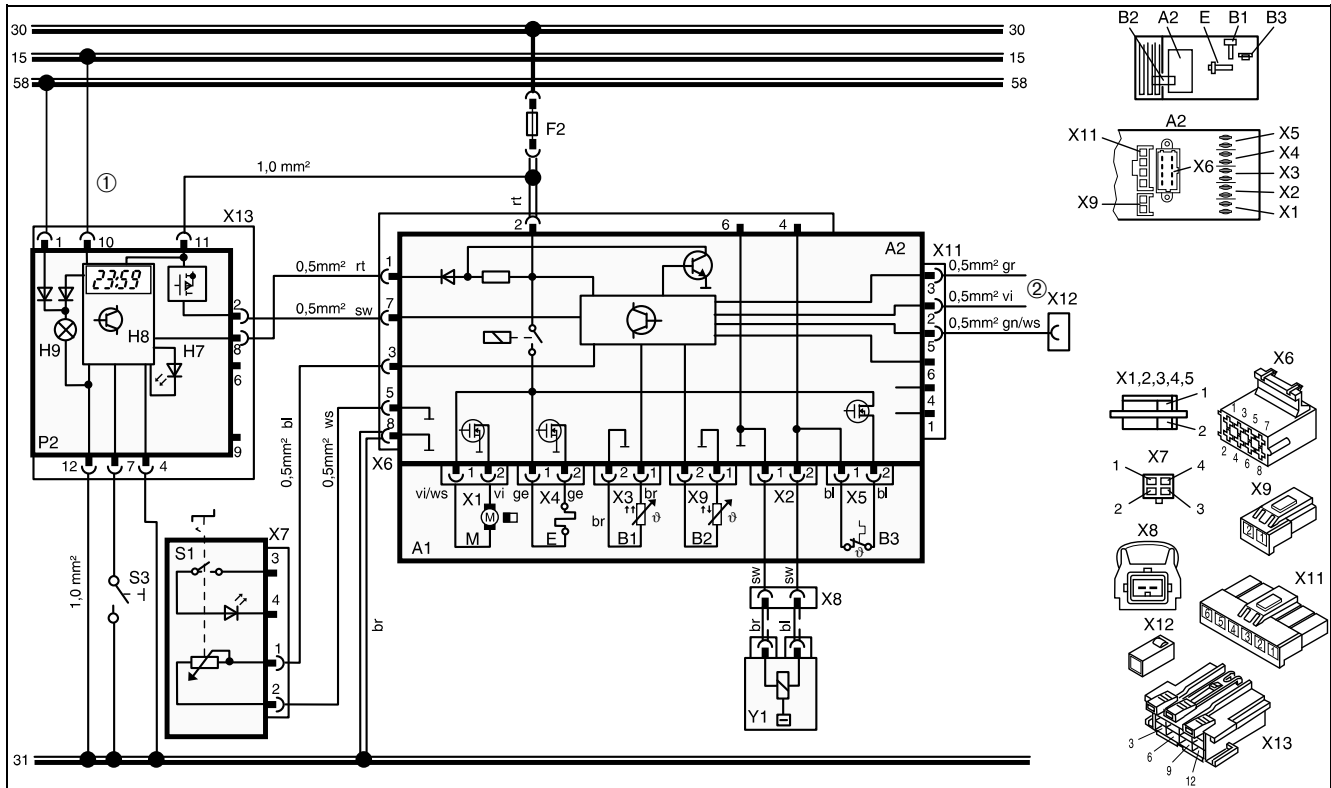 30 30
15 15
58 58
F2
1,0 mm²
①
rt
X13
1 10 11
23:59
H8
H9
H7
P2
2
8
6
9
12 7 4
0,5mm² rt
0,5mm² sw
2 6 4
A2
1
7
3
5
8
X6
X11
3
2
5
6
4
1
0,5mm² gr
0,5mm² vi
0,5mm² gn/ws
② X12
0,5mm² bl
0,5mm² ws
1 2 1 2 2 1 2 1 1 2 1 2
vi/ws X1 vi ge X4 ge X3 br X9 X2 bl X5 bl
br
M
M E B1 ϑ B2 ϑ ϑ B3
A1
sw sw
X8
br bl
Y1
1,0 mm²
S3
S1
X7
3
4
1
2
br
31
B2 A2 E B1 B3
A2
X11
X9
X6
X5
X4
X3
X2
X1
X1,2,3,4,5
1
2
X6
1 3 5 7
2 4 6 8
X7
1 4
2 3
X9
2 1
X8
X11
6 5 4 3 2 1
X12
X13
3
6
9
12